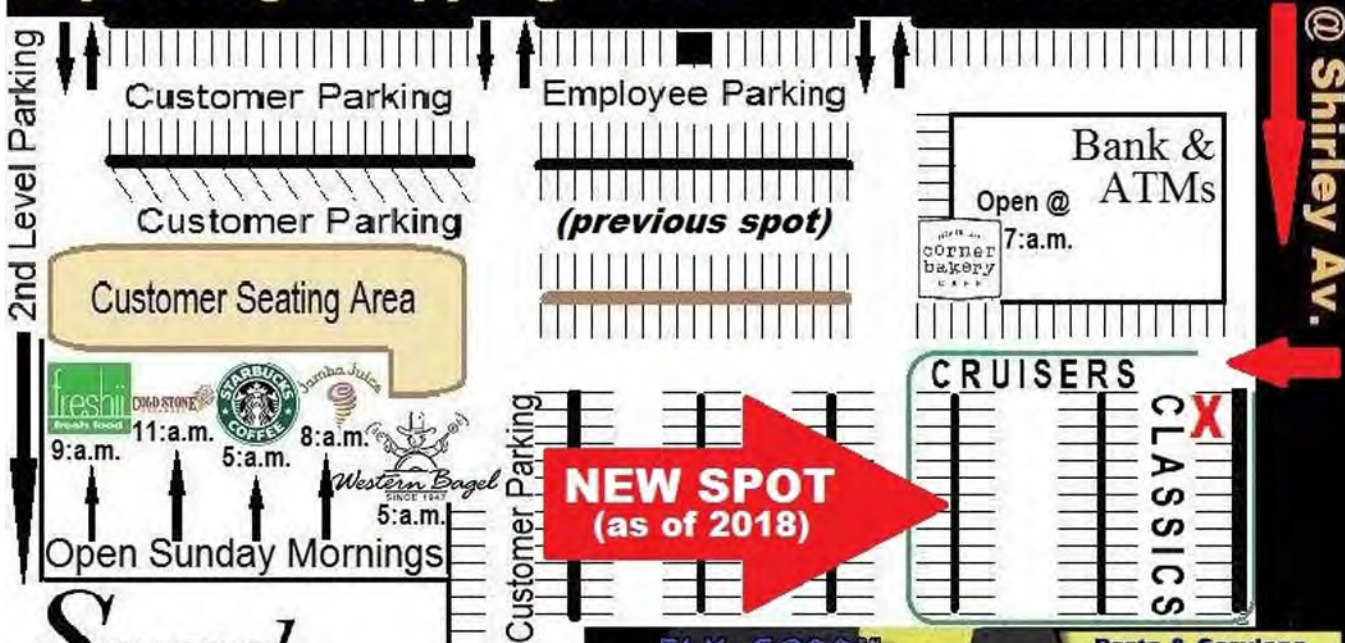 @ Shirley Av.
2nd Level Parking
Customer Parking
Employee Parking
Bank &
ATMs
Open @
7:a.m.
corner
bakery
CAFE
Customer Parking
(previous spot)
Customer Seating Area
CRUISERS
CLASSICS
X
freshii
fresh food
9:a.m.
COLD STONE
11:a.m.
STARBUCKS
COFFEE
5:a.m.
Jamba Juice
8:a.m.
Western Bagel
SINCE 1947
5:a.m.
Open Sunday Mornings
Customer Parking
NEW SPOT
(as of 2018)